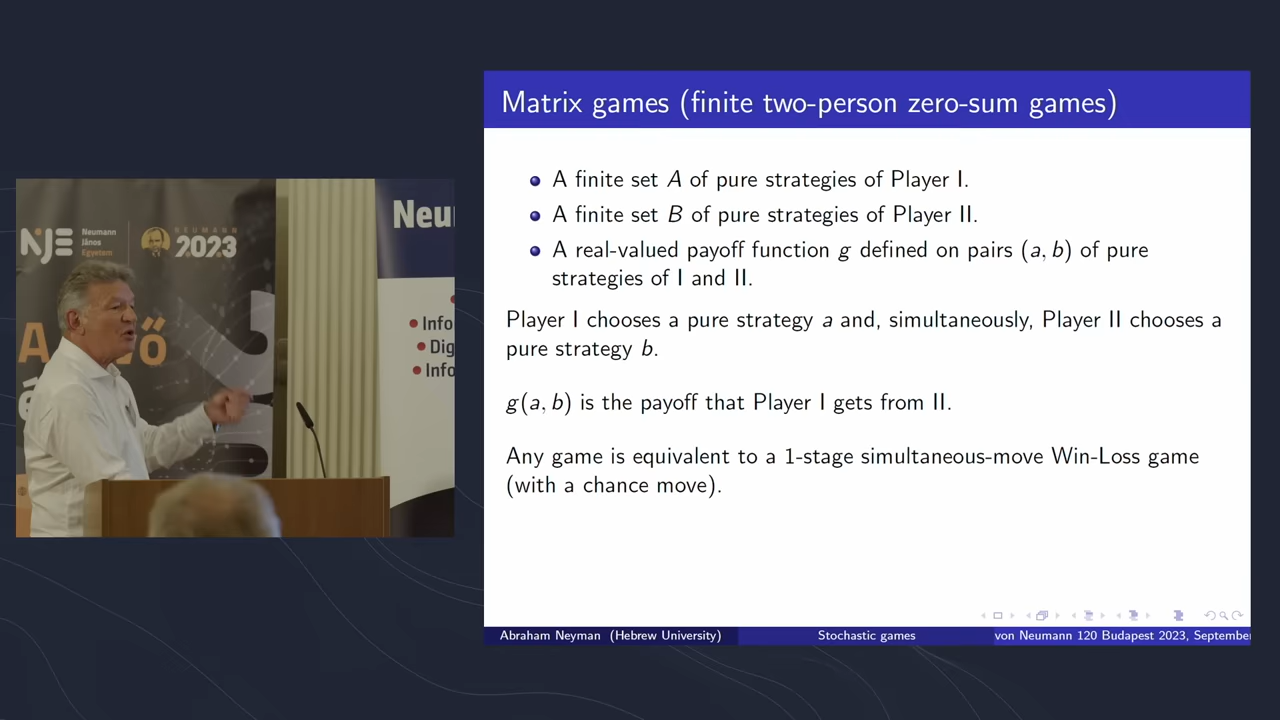 Matrix games (finite two-person zero-sum games)
A finite set A of pure strategies of Player I.
A finite set B of pure strategies of Player II.
A real-valued payoff function g defined on pairs (a, b) of pure
strategies of I and II.
Player I chooses a pure strategy a and, simultaneously, Player II chooses a
pure strategy b.
g(a, b) is the payoff that Player I gets from II.
Any game is equivalent to a 1-stage simultaneous-move Win-Loss game
(with a chance move).
Abraham Neyman (Hebrew University)
Stochastic games
von Neumann 120 Budapest 2023, September
NJE
Neumann
János
Egyetem
NEUMANN
2023
Neu
Info
Dig
Info